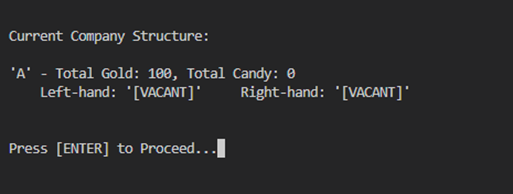 Current Company Structure:
'A' - Total Gold: 100, Total Candy: 0
Left-hand: '[VACANT]' Right-hand: '[VACANT]'
Press [ENTER] to Proceed...